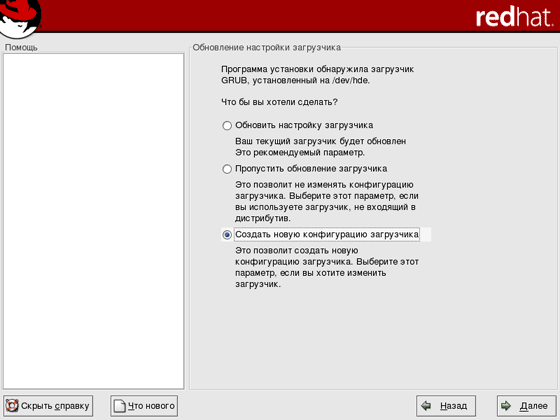 redhat.
Помощь
Обновление настройки загрузчика
Программа установки обнаружила загрузчик
GRUB, установленный на /dev/hde.
Что бы вы хотели сделать?
Обновить настройку загрузчика
Ваш текущий загрузчик будет обновлен
Это рекомендуемый параметр.
Пропустить обновление загрузчика
Это позволит не изменять конфигурацию
загрузчика. Выберите этот параметр, если
вы используете загрузчик, не входящий в
дистрибутив.
Создать новую конфигурацию загрузчика
Это позволит создать новую
конфигурацию загрузчика. Выберите этот
параметр, если вы хотите изменить
загрузчик.
Скрыть справку
Что нового
Назад
Далее